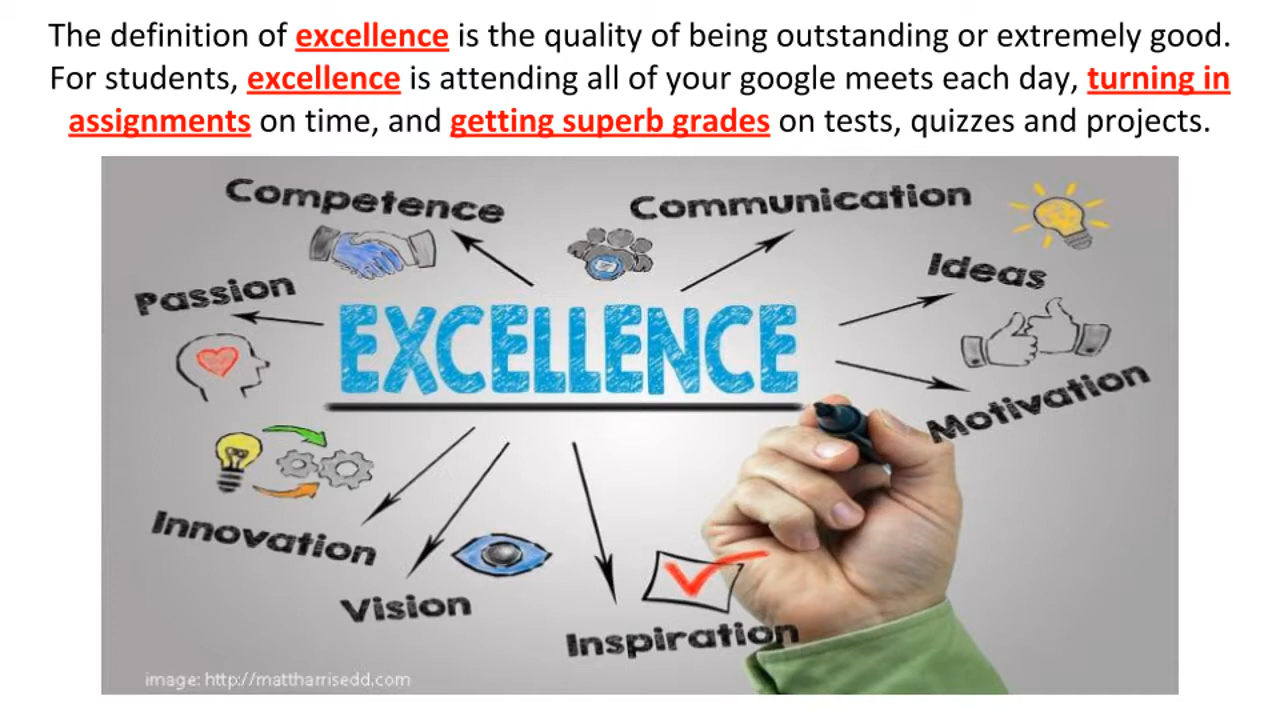 The definition of excellence is the quality of being outstanding or extremely good.
For students, excellence is attending all of your google meets each day, turning in
assignments on time, and getting superb grades on tests, quizzes and projects.
Competence
Communication
Ideas
Passion
EXCELLENCE
Motivation
Innovation
Vision
Inspiration
image: http://mattharrisedd.com